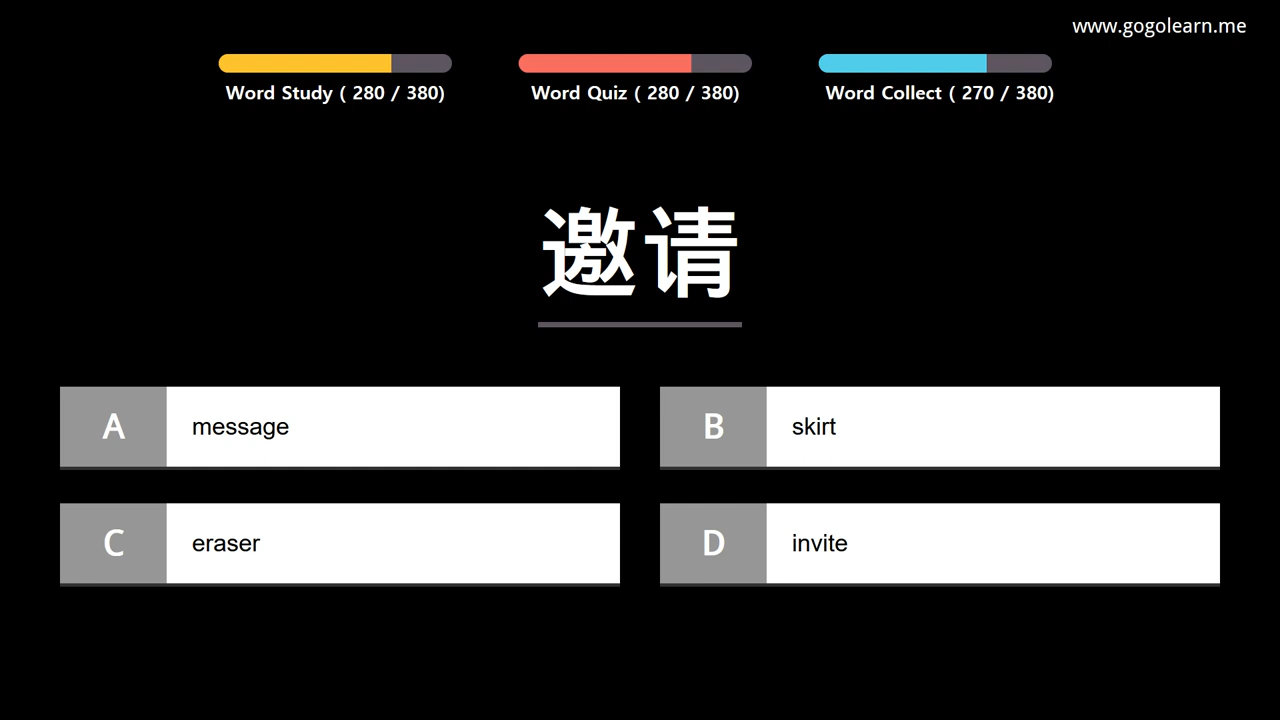 www.gogolearn.me
Word Study ( 280 / 380)
Word Quiz ( 280 / 380)
Word Collect ( 270 / 380)
邀请
A message
B skirt
C eraser
D invite